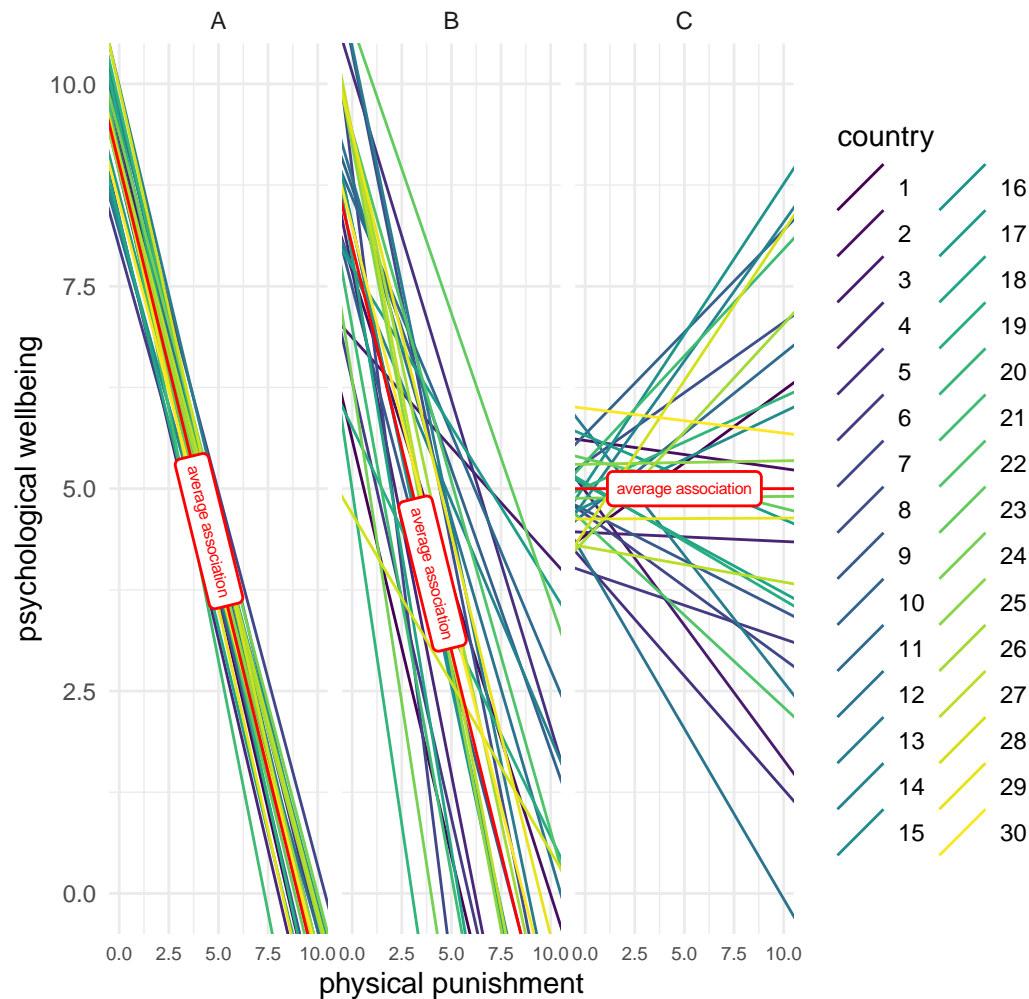 A B C
10.0
7.5
5.0
2.5
0.0
psychological wellbeing
average association
average association
average association
0.0 2.5 5.0 7.5 10.0 0.0 2.5 5.0 7.5 10.0 0.0 2.5 5.0 7.5 10.0
physical punishment
country
1 16
2 17
3 18
4 19
5 20
6 21
7 22
8 23
9 24
10 25
11 26
12 27
13 28
14 29
15 30